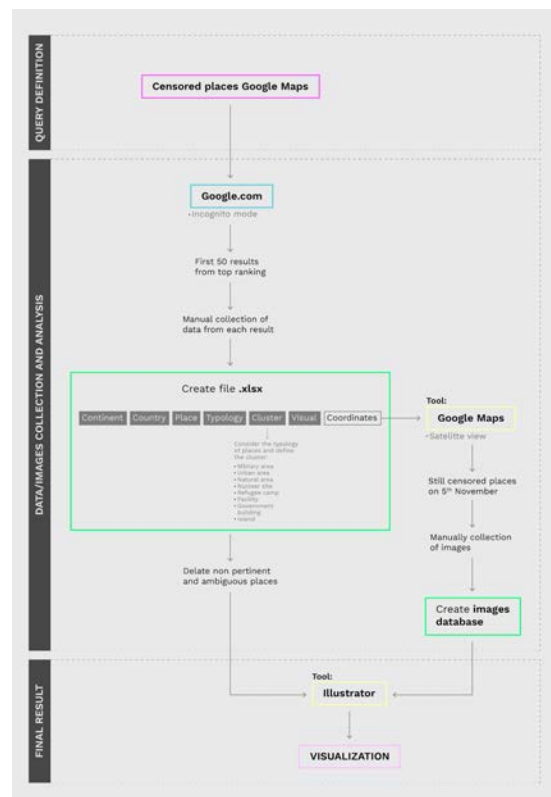 QUERY DEFINITION
Censored places Google Maps
DATA/IMAGES COLLECTION AND ANALYSIS
Google.com
•Incognito mode
First 50 results
from top ranking
Manual collection of
data from each result
Create file .xlsx
Continent
Country
Place
Typology
Cluster
Visual
Coordinates
Consider the typology
of places and define
the cluster:
• Military area
• Urban area
• Natural area
• Nuclear site
• Refugee camp
• Facility
• Government
building
• Island
Delate non pertinent
and ambiguous places
Tool:
Google Maps
•Satelitte view
Still censored places
on 5th November
Manually collection
of images
Create images
database
FINAL RESULT
Tool:
Illustrator
VISUALIZATION